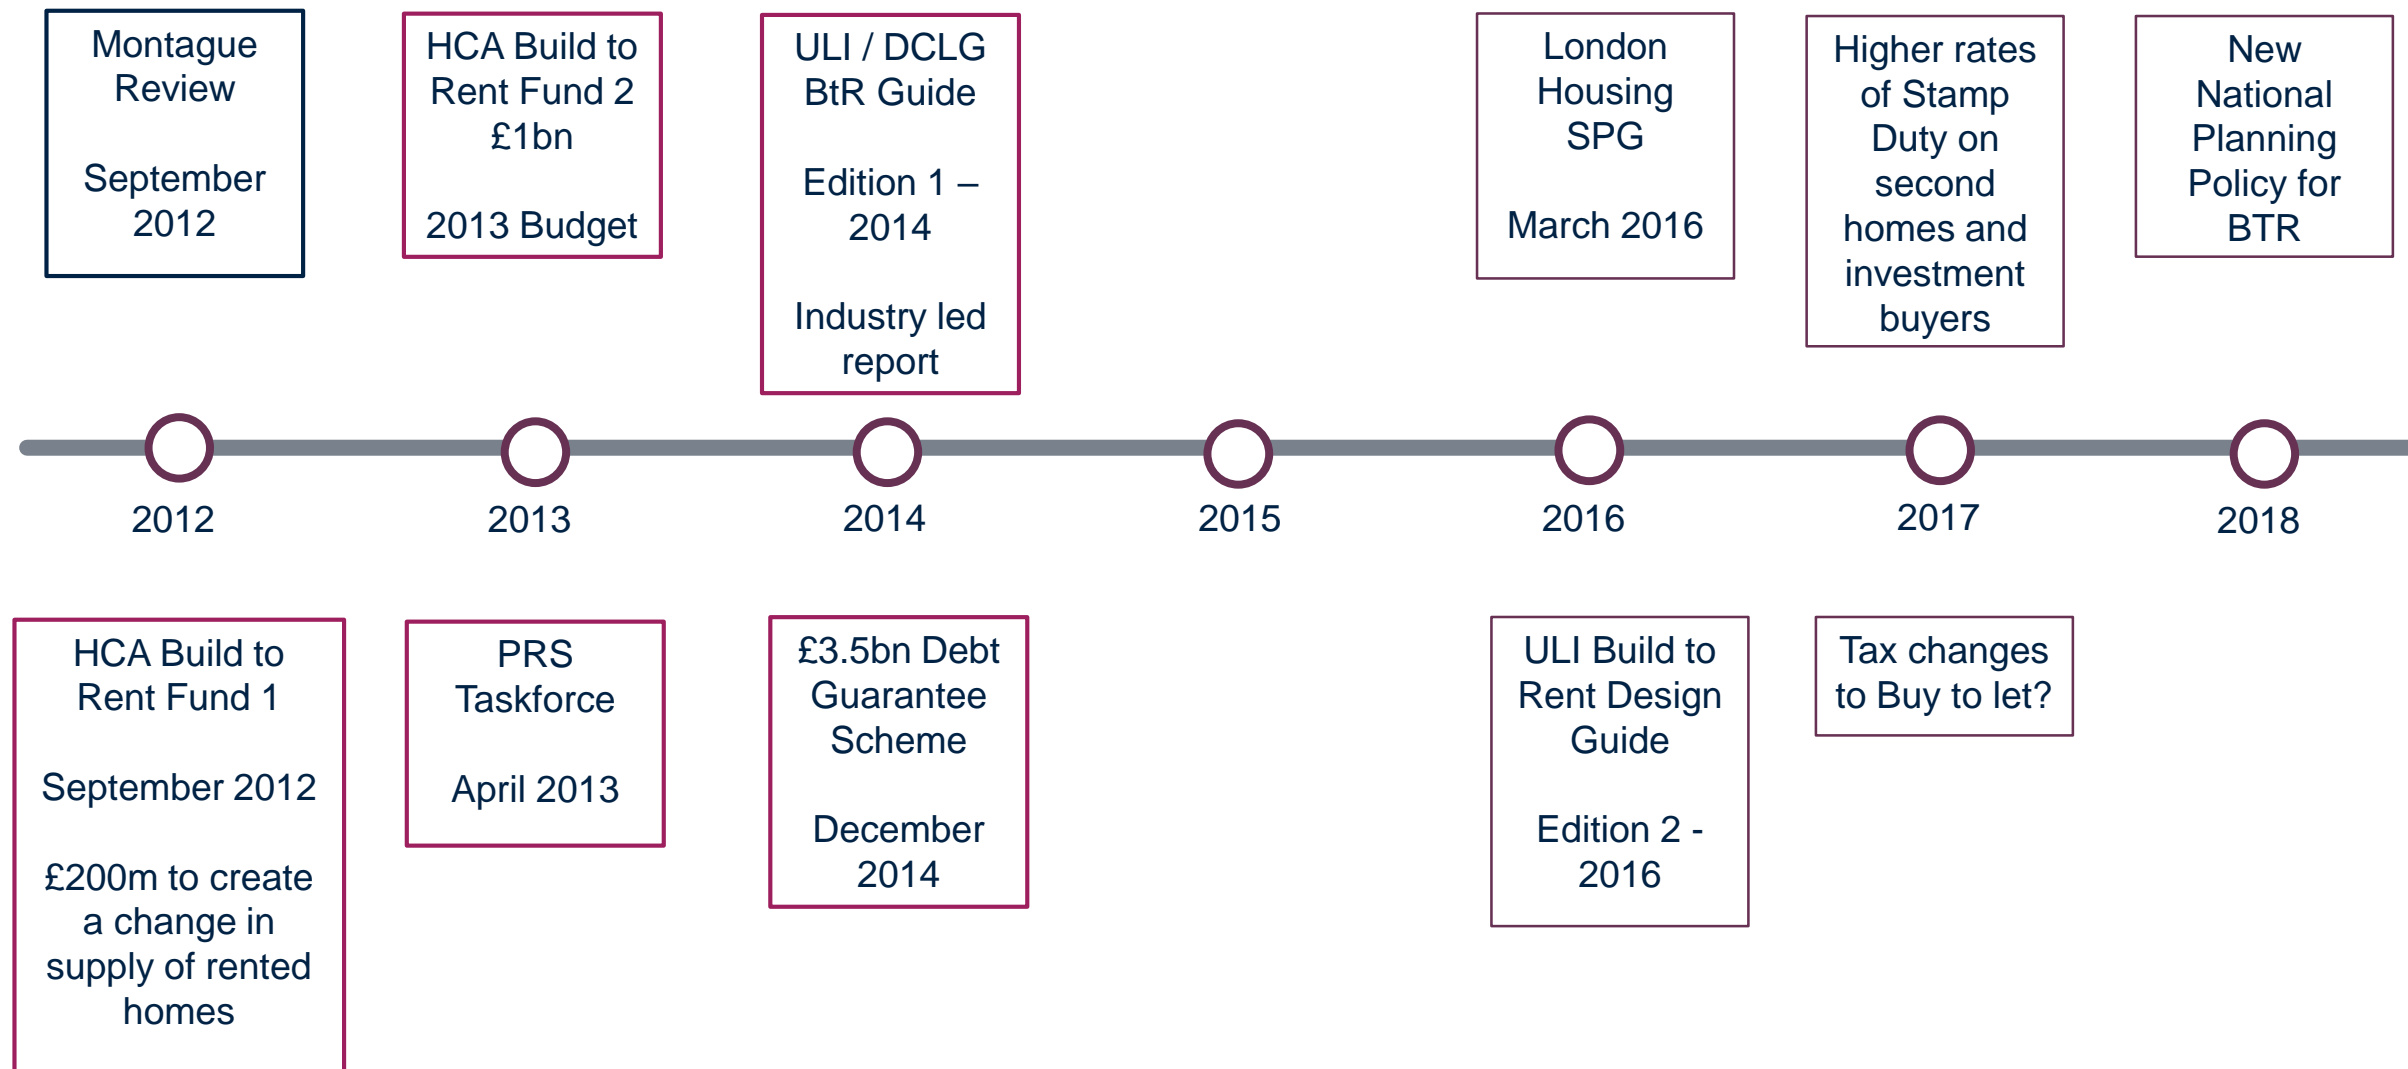 Montague
Review
September
2012
HCA Build to
Rent Fund 2
£1bn
2013 Budget
ULI / DCLG
BtR Guide
Edition 1 –
2014
Industry led
report
London
Housing
SPG
March 2016
Higher rates
of Stamp
Duty on
second
homes and
investment
buyers
New
National
Planning
Policy for
BTR
2012
2013
2014
2015
2016
2017
2018
HCA Build to
Rent Fund 1
September 2012
£200m to create
a change in
supply of rented
homes
PRS
Taskforce
April 2013
£3.5bn Debt
Guarantee
Scheme
December
2014
ULI Build to
Rent Design
Guide
Edition 2 -
2016
Tax changes
to Buy to let?